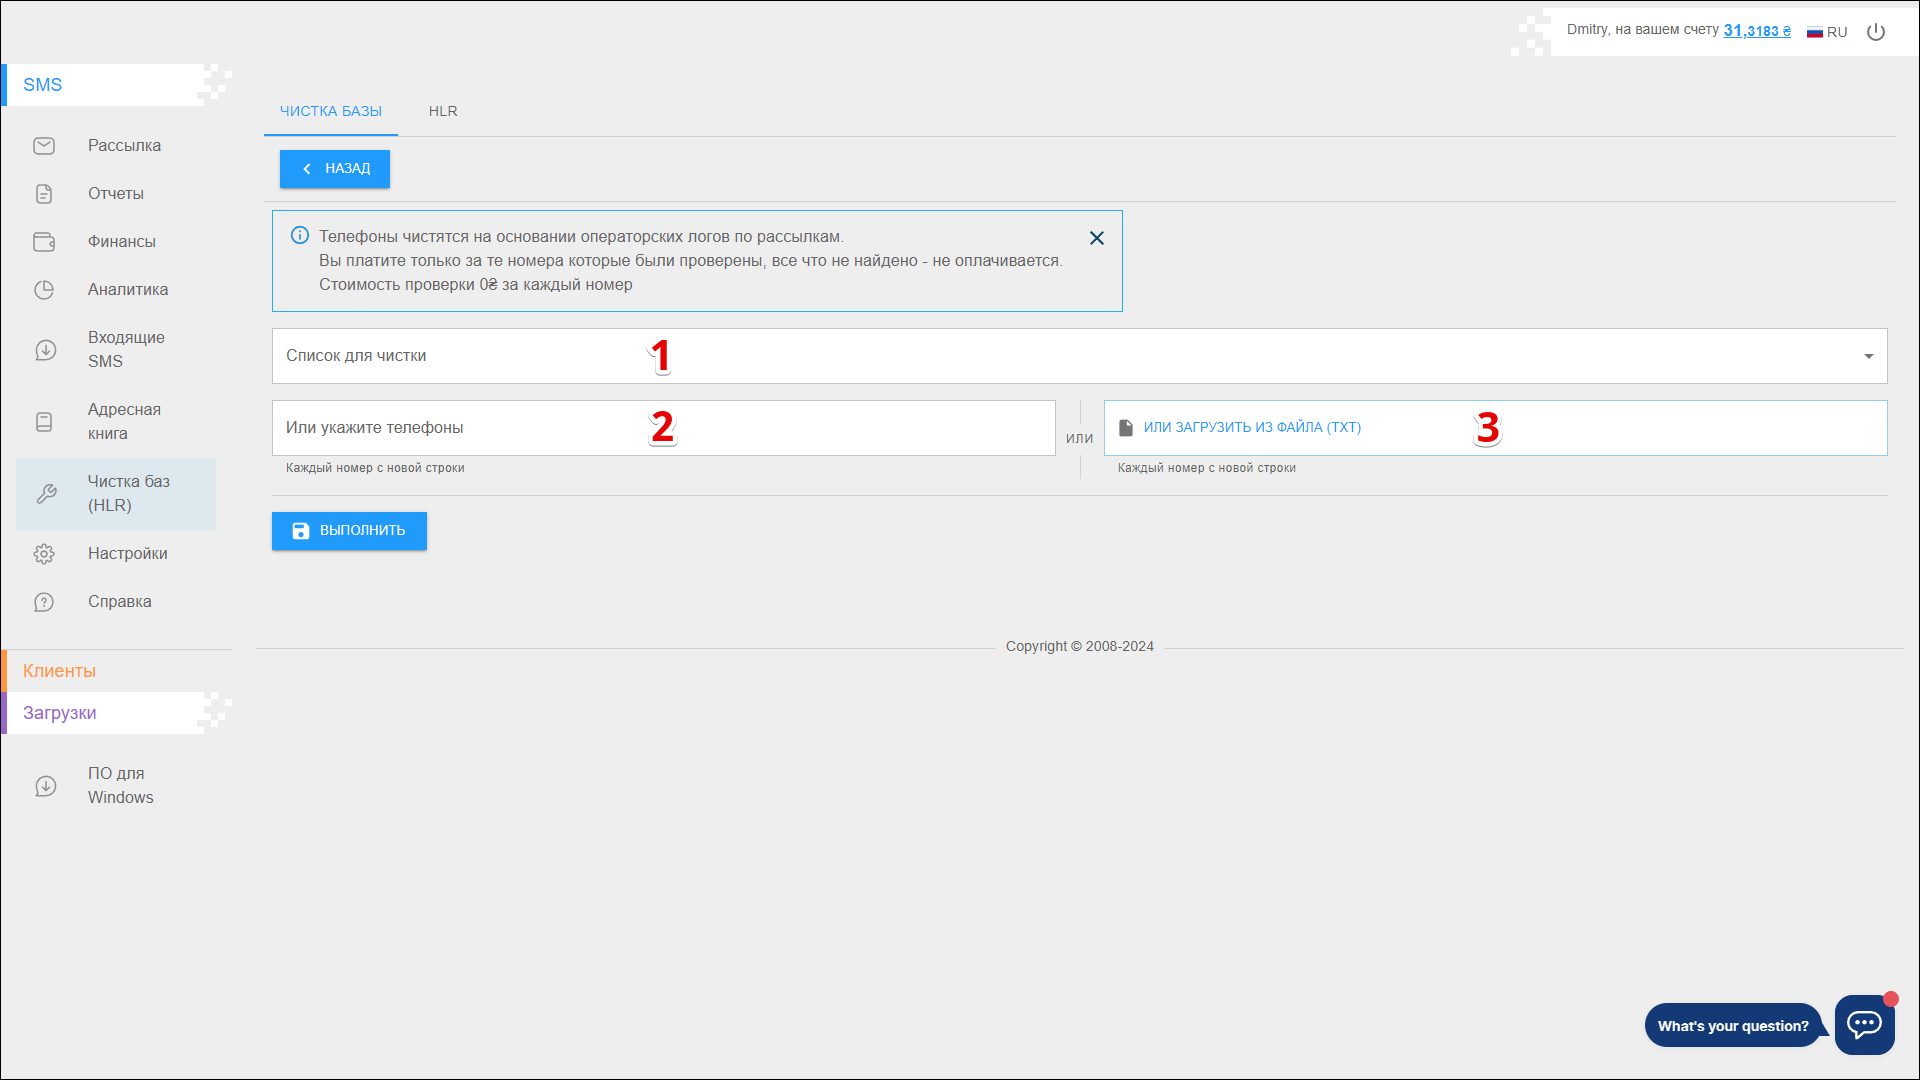 Dmitry, на вашем счету 31,3183 ₴
RU
SMS
Рассылка
Отчеты
Финансы
Аналитика
Входящие
SMS
Адресная
книга
Чистка баз
(HLR)
Настройки
Справка
Клиенты
Загрузки
ПО для
Windows
ЧИСТКА БАЗЫ
HLR
НАЗАД
Телефоны чистятся на основании операторских логов по рассылкам.
Вы платите только за те номера которые были проверены, все что не найдено - не оплачивается.
Стоимость проверки 0₴ за каждый номер
Список для чистки
1
Или укажите телефоны
2
Каждый номер с новой строки
ИЛИ
ИЛИ ЗАГРУЗИТЬ ИЗ ФАЙЛА (TXT)
3
Каждый номер с новой строки
ВЫПОЛНИТЬ
Copyright © 2008-2024
What's your question?